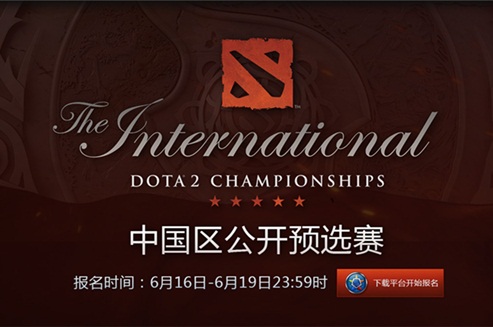 The International
DOTA 2 CHAMPIONSHIPS
中国区公开预选赛
报名时间：6月16日-6月19日23:59时
下载平台开始报名